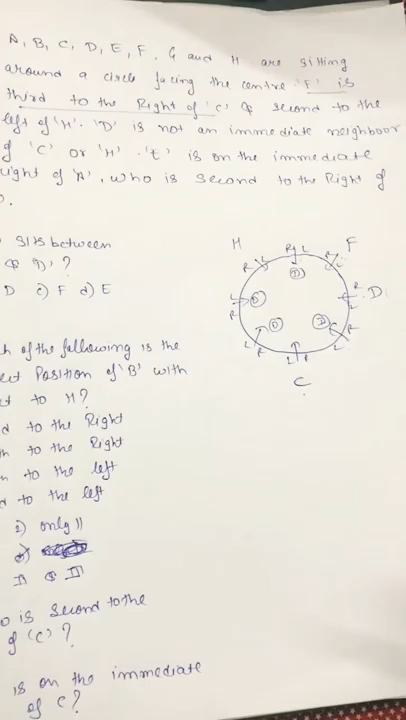 A, B, C, D, E, F, G and H are sitting
around a circle facing the centre. 'F' is
third to the Right of 'C' & second to the
left of 'H'. 'D' is not an immediate neighboor
of 'C' or 'H'. 'E' is on the immediate
right of 'A', who is second to the Right of
sits between
& 'D'?
D c) F d) E
of the following is the
Position of 'B' with
to H?
to the Right
to the Right
to the left
to the left
only II
II & II
is second to the
of (C)?
is on the immediate
of C?
H
F
D
C
R L
R L
R L
L R
L R
L R
L R
R L
D
D
D
D